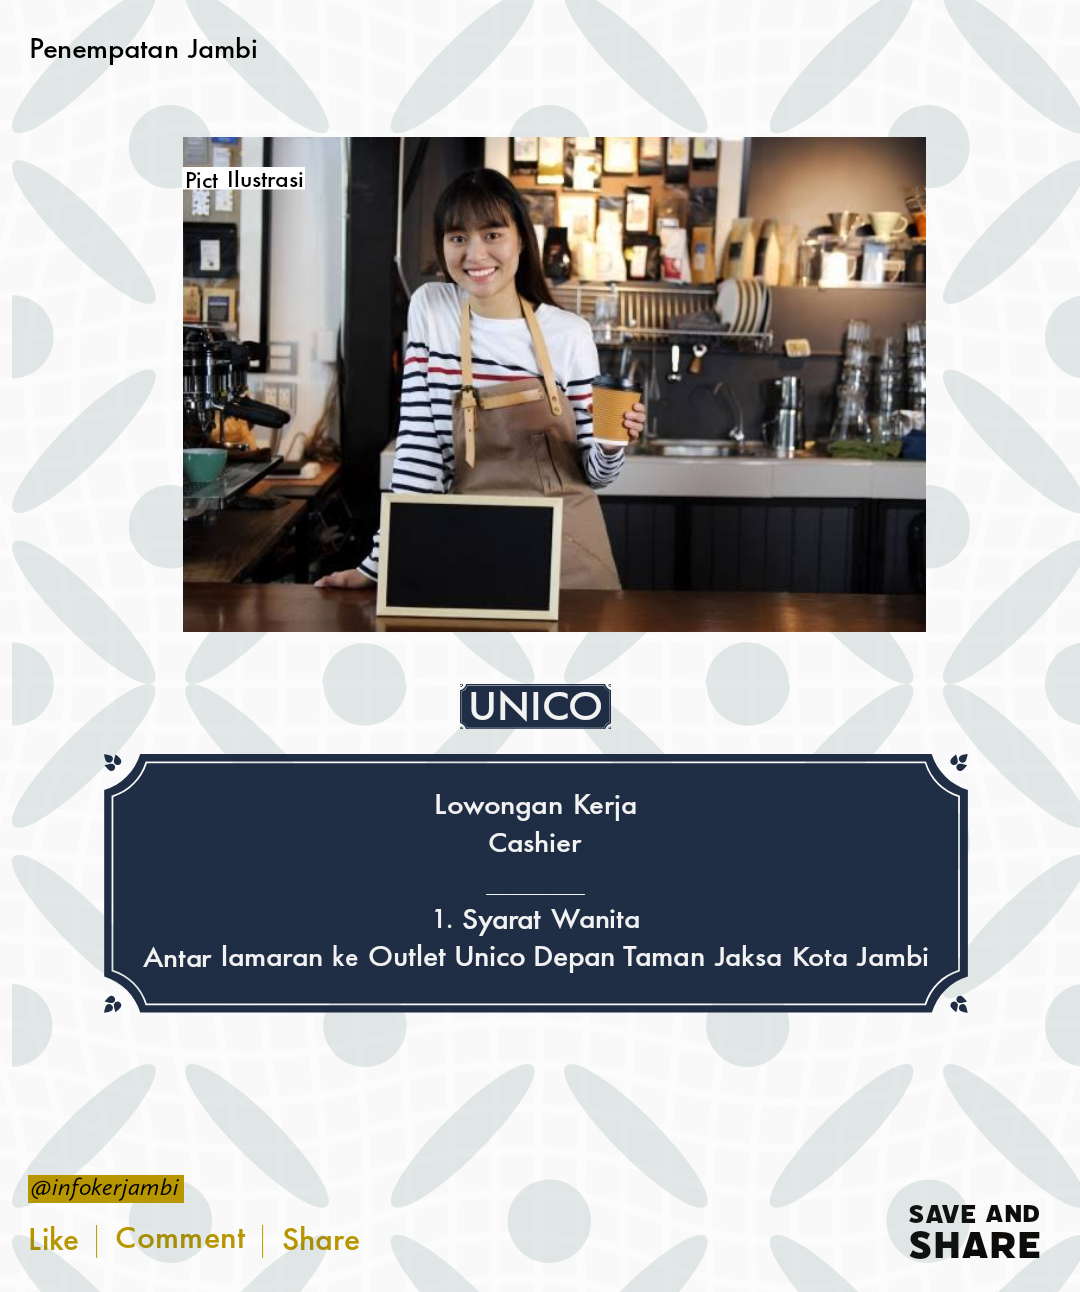 Penempatan Jambi
Pict Ilustrasi
UNICO
Lowongan Kerja
Cashier
1. Syarat Wanita
Antar lamaran ke Outlet Unico Depan Taman Jaksa Kota Jambi
@infokerjambi
Like | Comment | Share
SAVE AND
SHARE